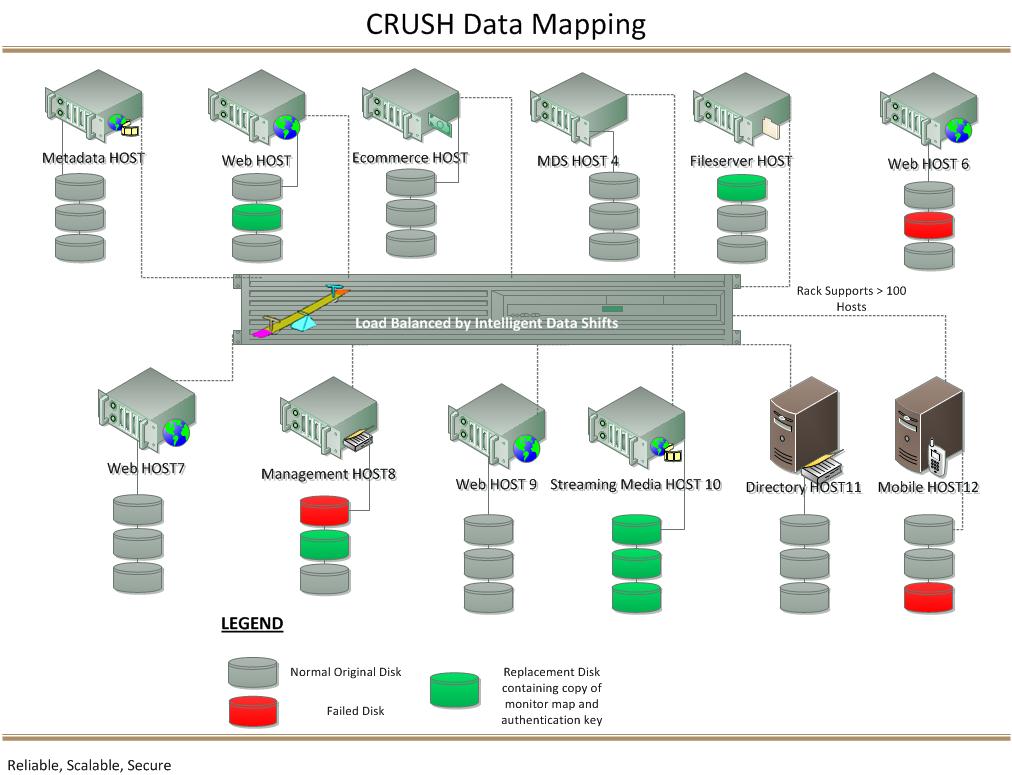 CRUSH Data Mapping
Metadata HOST
Web HOST
Ecommerce HOST
MDS HOST 4
Fileserver HOST
Web HOST 6
Rack Supports > 100
Hosts
Load Balanced by Intelligent Data Shifts
Web HOST7
Management HOST8
Web HOST 9
Streaming Media HOST 10
Directory HOST11
Mobile HOST12
LEGEND
Normal Original Disk
Failed Disk
Replacement Disk
containing copy of
monitor map and
authentication key
Reliable, Scalable, Secure